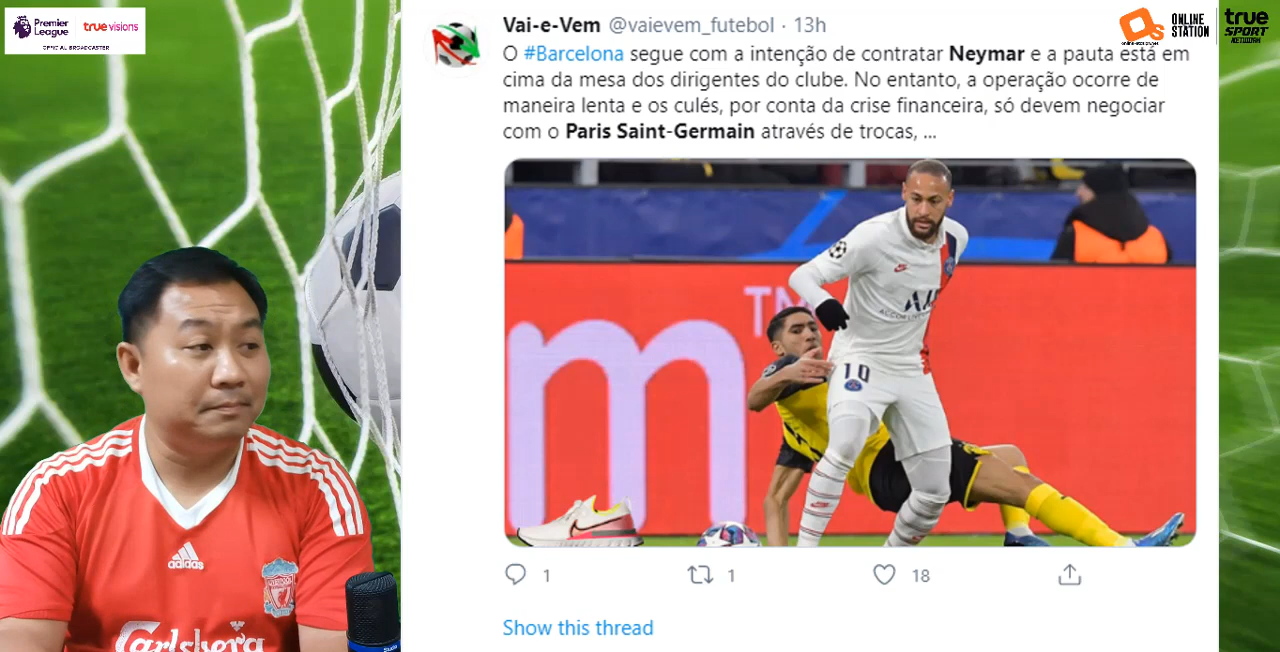 Premier
League
true visions
OFFICIAL BROADCASTER
Vai-e-Vem @vaievem_futebol · 13h
O #Barcelona segue com a intenção de contratar Neymar e a pauta está em
cima da mesa dos dirigentes do clube. No entanto, a operação ocorre de
maneira lenta e os culés, por conta da crise financeira, só devem negociar
com o Paris Saint-Germain através de trocas, ...
OS
ONLINE
STATION
true
SPORT
NETWORK
TM
m
10
1
1
18
Show this thread
adidas
Carlsberg